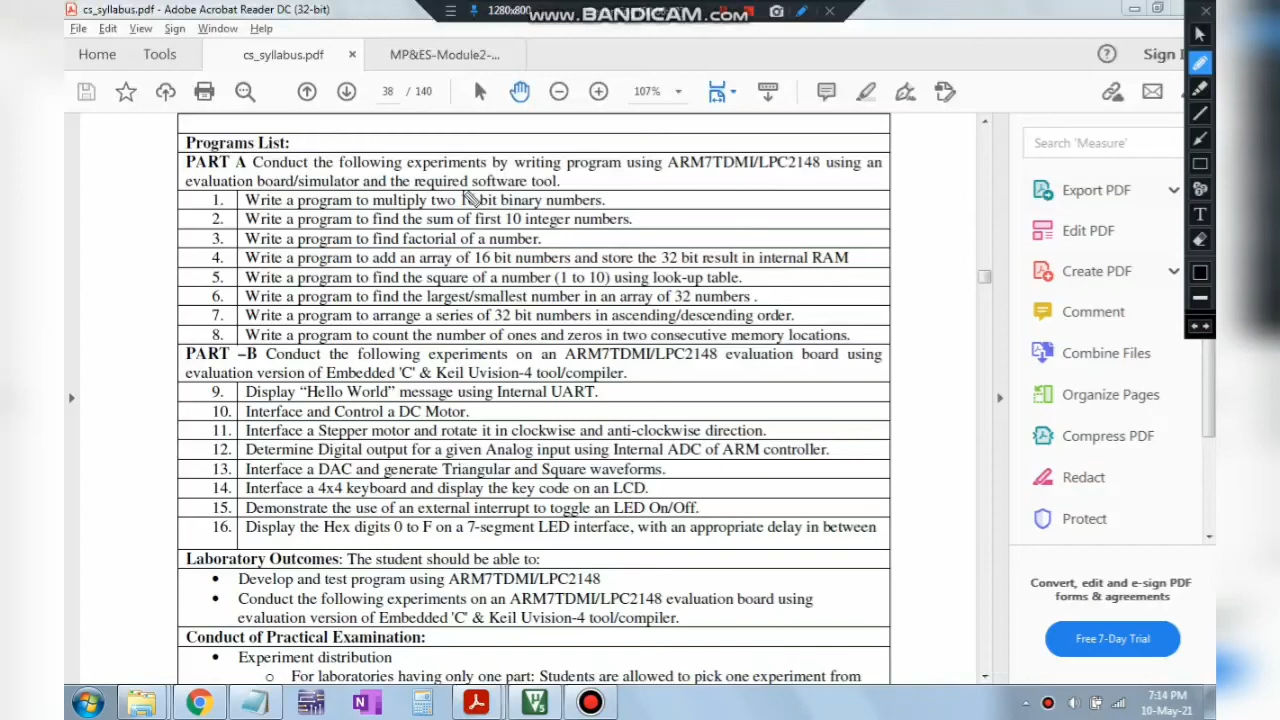 cs_syllabus.pdf - Adobe Acrobat Reader DC (32-bit)
1280x800
www.BANDICAM.com
File Edit View Sign Window Help
Home Tools cs_syllabus.pdf × MP&ES-Module2-...
Sign I
38 / 140
107%
Programs List:
PART A Conduct the following experiments by writing program using ARM7TDMI/LPC2148 using an
evaluation board/simulator and the required software tool.
1. Write a program to multiply two bit binary numbers.
2. Write a program to find the sum of first 10 integer numbers.
3. Write a program to find factorial of a number.
4. Write a program to add an array of 16 bit numbers and store the 32 bit result in internal RAM
5. Write a program to find the square of a number (1 to 10) using look-up table.
6. Write a program to find the largest/smallest number in an array of 32 numbers .
7. Write a program to arrange a series of 32 bit numbers in ascending/descending order.
8. Write a program to count the number of ones and zeros in two consecutive memory locations.
PART –B Conduct the following experiments on an ARM7TDMI/LPC2148 evaluation board using
evaluation version of Embedded 'C' & Keil Uvision-4 tool/compiler.
9. Display “Hello World” message using Internal UART.
10. Interface and Control a DC Motor.
11. Interface a Stepper motor and rotate it in clockwise and anti-clockwise direction.
12. Determine Digital output for a given Analog input using Internal ADC of ARM controller.
13. Interface a DAC and generate Triangular and Square waveforms.
14. Interface a 4x4 keyboard and display the key code on an LCD.
15. Demonstrate the use of an external interrupt to toggle an LED On/Off.
16. Display the Hex digits 0 to F on a 7-segment LED interface, with an appropriate delay in between
Laboratory Outcomes: The student should be able to:
• Develop and test program using ARM7TDMI/LPC2148
• Conduct the following experiments on an ARM7TDMI/LPC2148 evaluation board using
evaluation version of Embedded 'C' & Keil Uvision-4 tool/compiler.
Conduct of Practical Examination:
• Experiment distribution
o For laboratories having only one part: Students are allowed to pick one experiment from
Search 'Measure'
Export PDF
Edit PDF
Create PDF
Comment
Combine Files
Organize Pages
Compress PDF
Redact
Protect
Convert, edit and e-sign PDF
forms & agreements
Free 7-Day Trial
T
7:14 PM
10-May-21